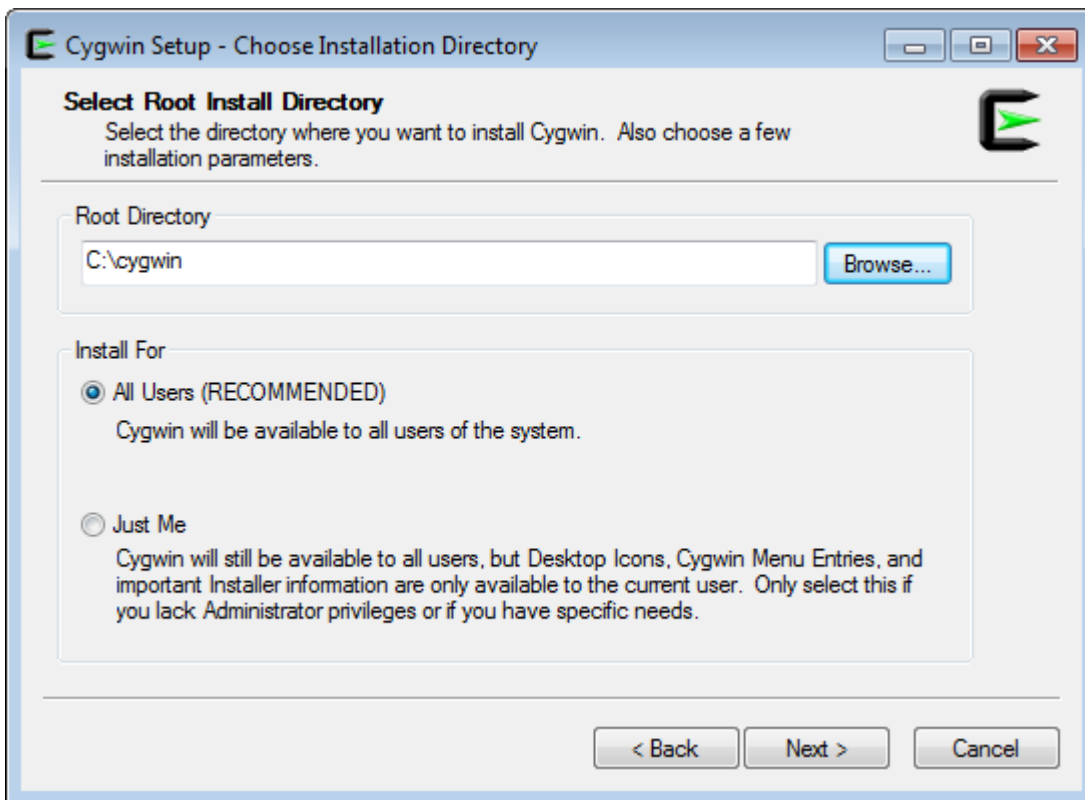 Cygwin Setup - Choose Installation Directory
Select Root Install Directory
Select the directory where you want to install Cygwin.  Also choose a few
installation parameters.
Root Directory
C:\cygwin
Browse...
Install For
All Users (RECOMMENDED)
Cygwin will be available to all users of the system.
Just Me
Cygwin will still be available to all users, but Desktop Icons, Cygwin Menu Entries, and
important Installer information are only available to the current user.  Only select this if
you lack Administrator privileges or if you have specific needs.
< Back
Next >
Cancel